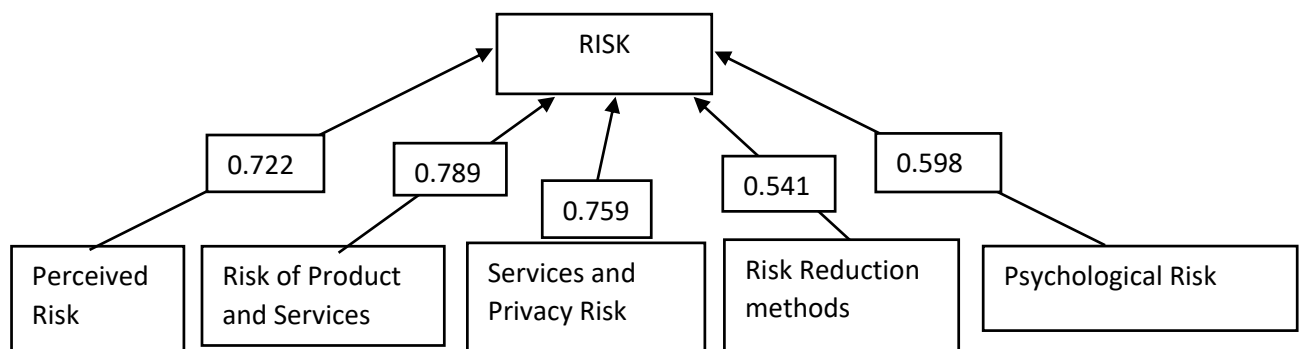 RISK
0.722
0.789
0.759
0.541
0.598
Perceived
Risk
Risk of Product
and Services
Services and
Privacy Risk
Risk Reduction
methods
Psychological Risk